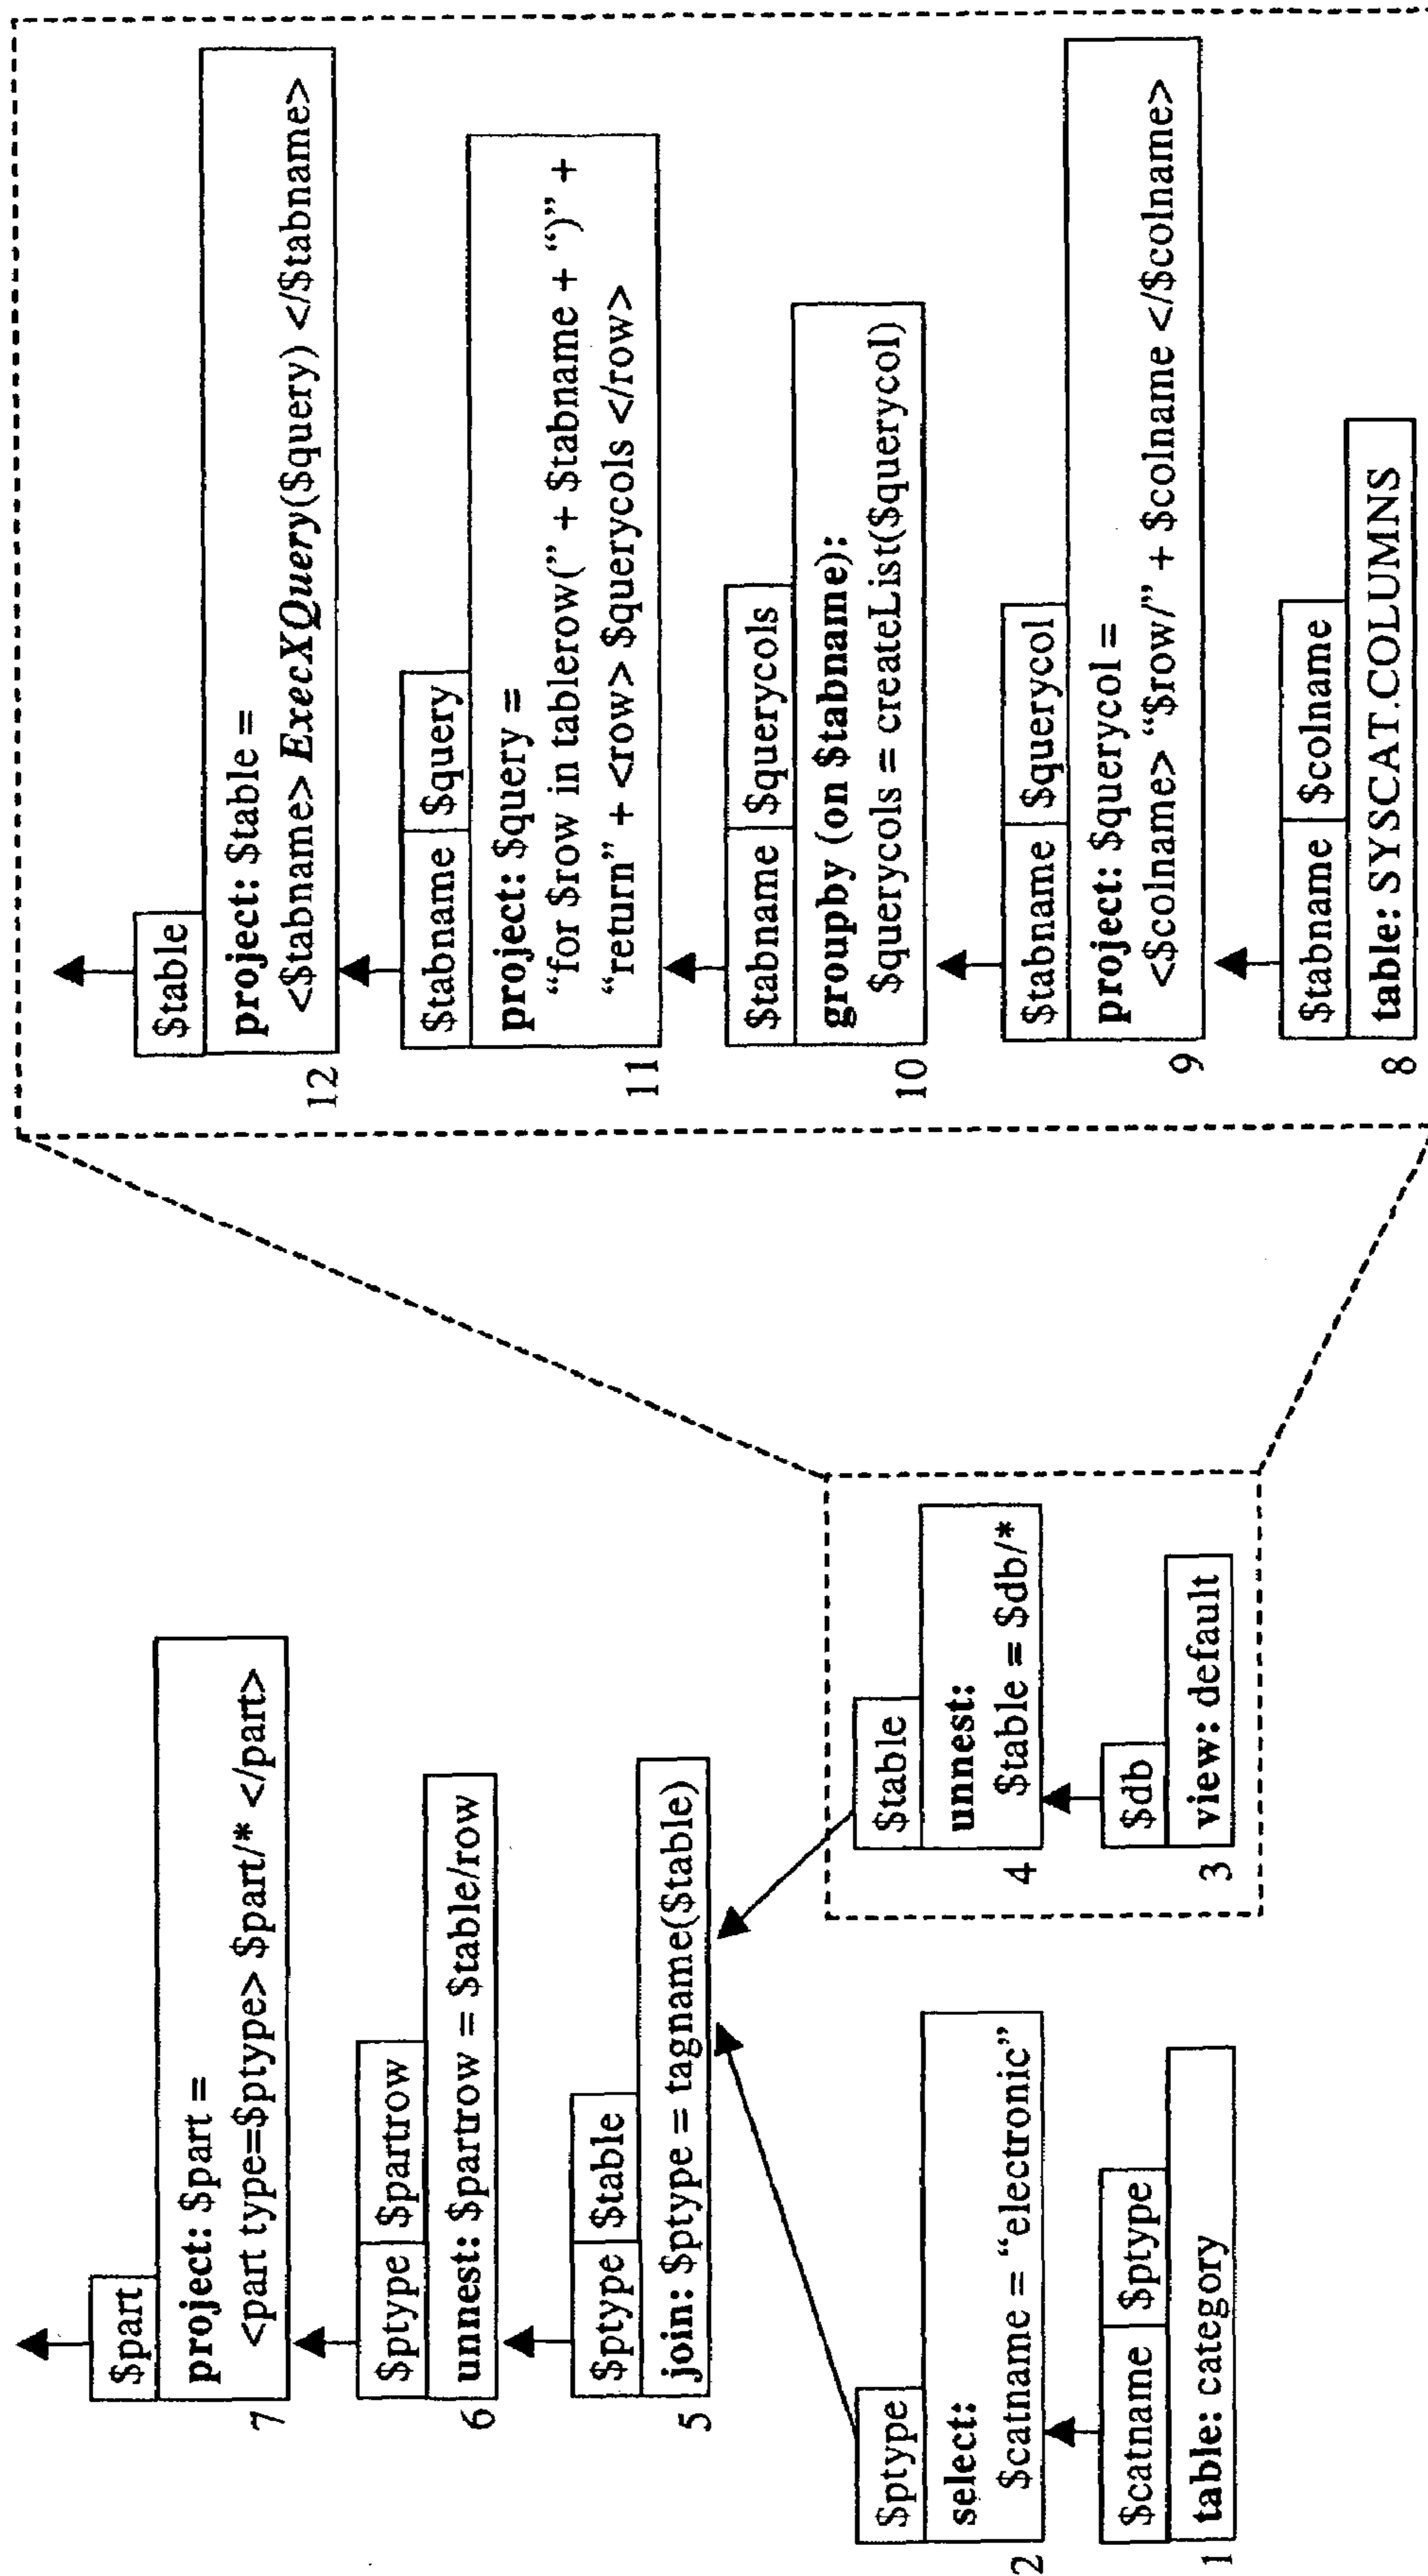 $part
project: $part =
<part type=$ptype> $part/* </part>
7
$ptype $partrow
unnest: $partrow = $table/row
6
$ptype $table
join: $ptype = tagname($table)
5
$ptype
select:
$catname = “electronic”
2
$catname $ptype
table: category
1
$table
unnest:
$table = $db/*
4
$db
view: default
3
$table
project: $table =
<$tabname> ExecXQuery($query) </$tabname>
12
$tabname $query
project: $query =
“for $row in tablerow(” + $tabname + “)” +
“return” + <row> $querycols </row>
11
$tabname $querycols
groupby (on $tabname):
$querycols = createList($querycol)
10
$tabname $querycol
project: $querycol =
<$colname> “$row/” + $colname </$colname>
9
$tabname $colname
table: SYSCAT.COLUMNS
8